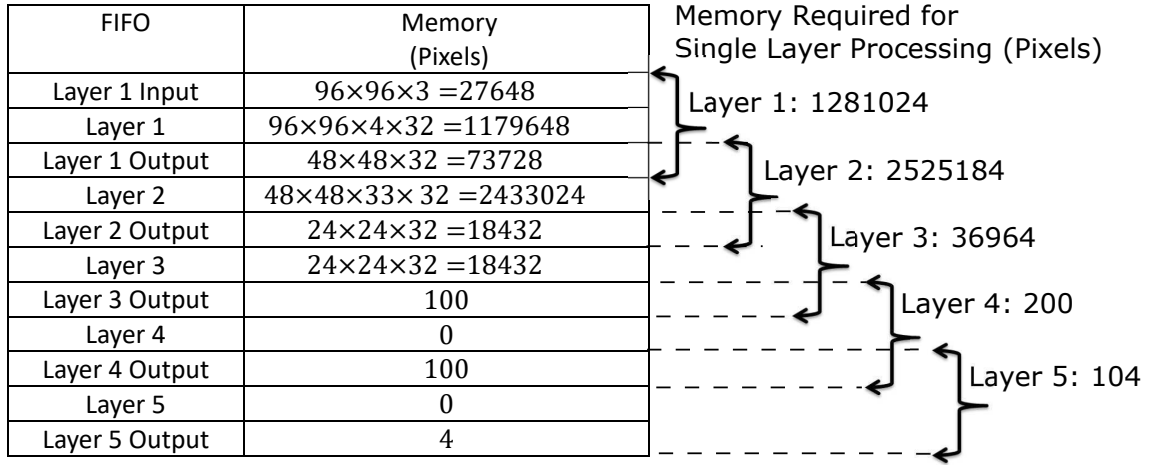 FIFO Memory
(Pixels)
Layer 1 Input 96×96×3 =27648
Layer 1 96×96×4×32 =1179648
Layer 1 Output 48×48×32 =73728
Layer 2 48×48×33× 32 =2433024
Layer 2 Output 24×24×32 =18432
Layer 3 24×24×32 =18432
Layer 3 Output 100
Layer 4 0
Layer 4 Output 100
Layer 5 0
Layer 5 Output 4
Memory Required for
Single Layer Processing (Pixels)
Layer 1: 1281024
Layer 2: 2525184
Layer 3: 36964
Layer 4: 200
Layer 5: 104